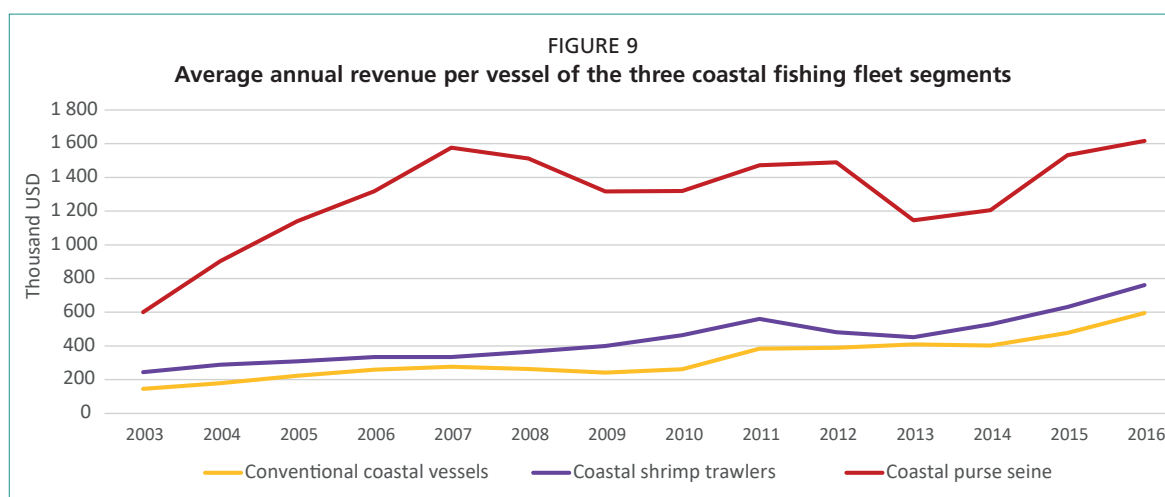 FIGURE 9
Average annual revenue per vessel of the three coastal fishing fleet segments
Thousand USD
1 800
1 600
1 400
1 200
1 000
800
600
400
200
0
2003 2004 2005 2006 2007 2008 2009 2010 2011 2012 2013 2014 2015 2016
Conventional coastal vessels Coastal shrimp trawlers Coastal purse seine